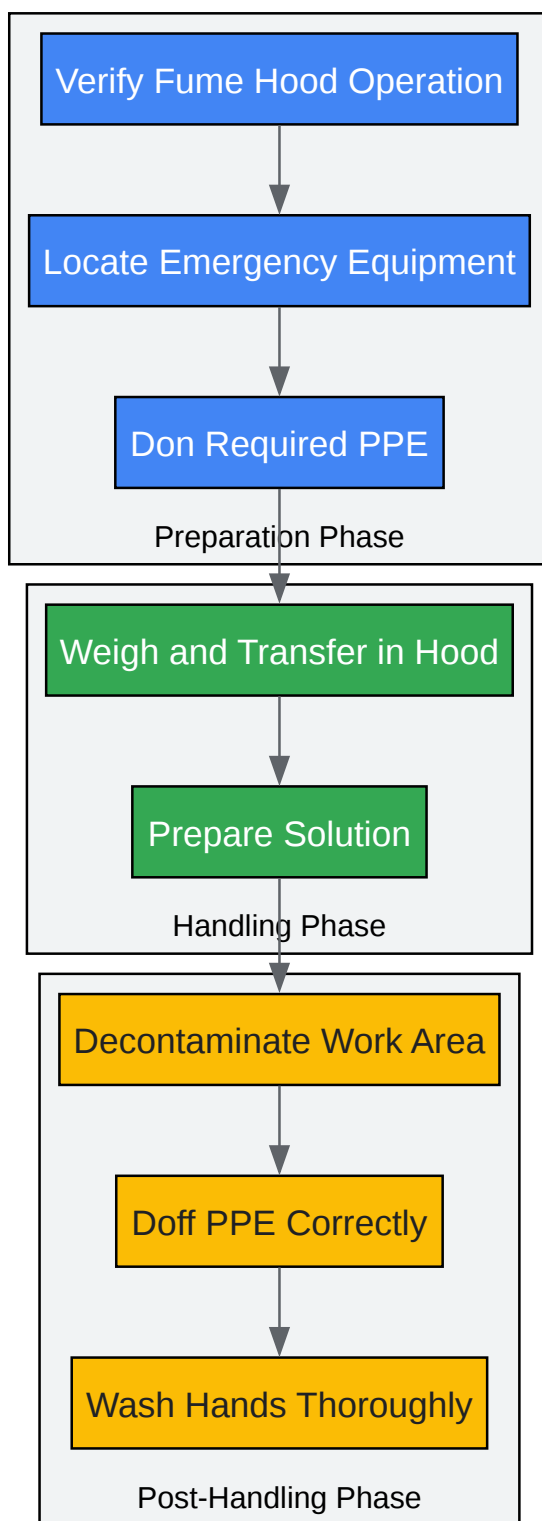 Verify Fume Hood Operation
Locate Emergency Equipment
Don Required PPE
Preparation Phase
Weigh and Transfer in Hood
Prepare Solution
Handling Phase
Decontaminate Work Area
Doff PPE Correctly
Wash Hands Thoroughly
Post-Handling Phase